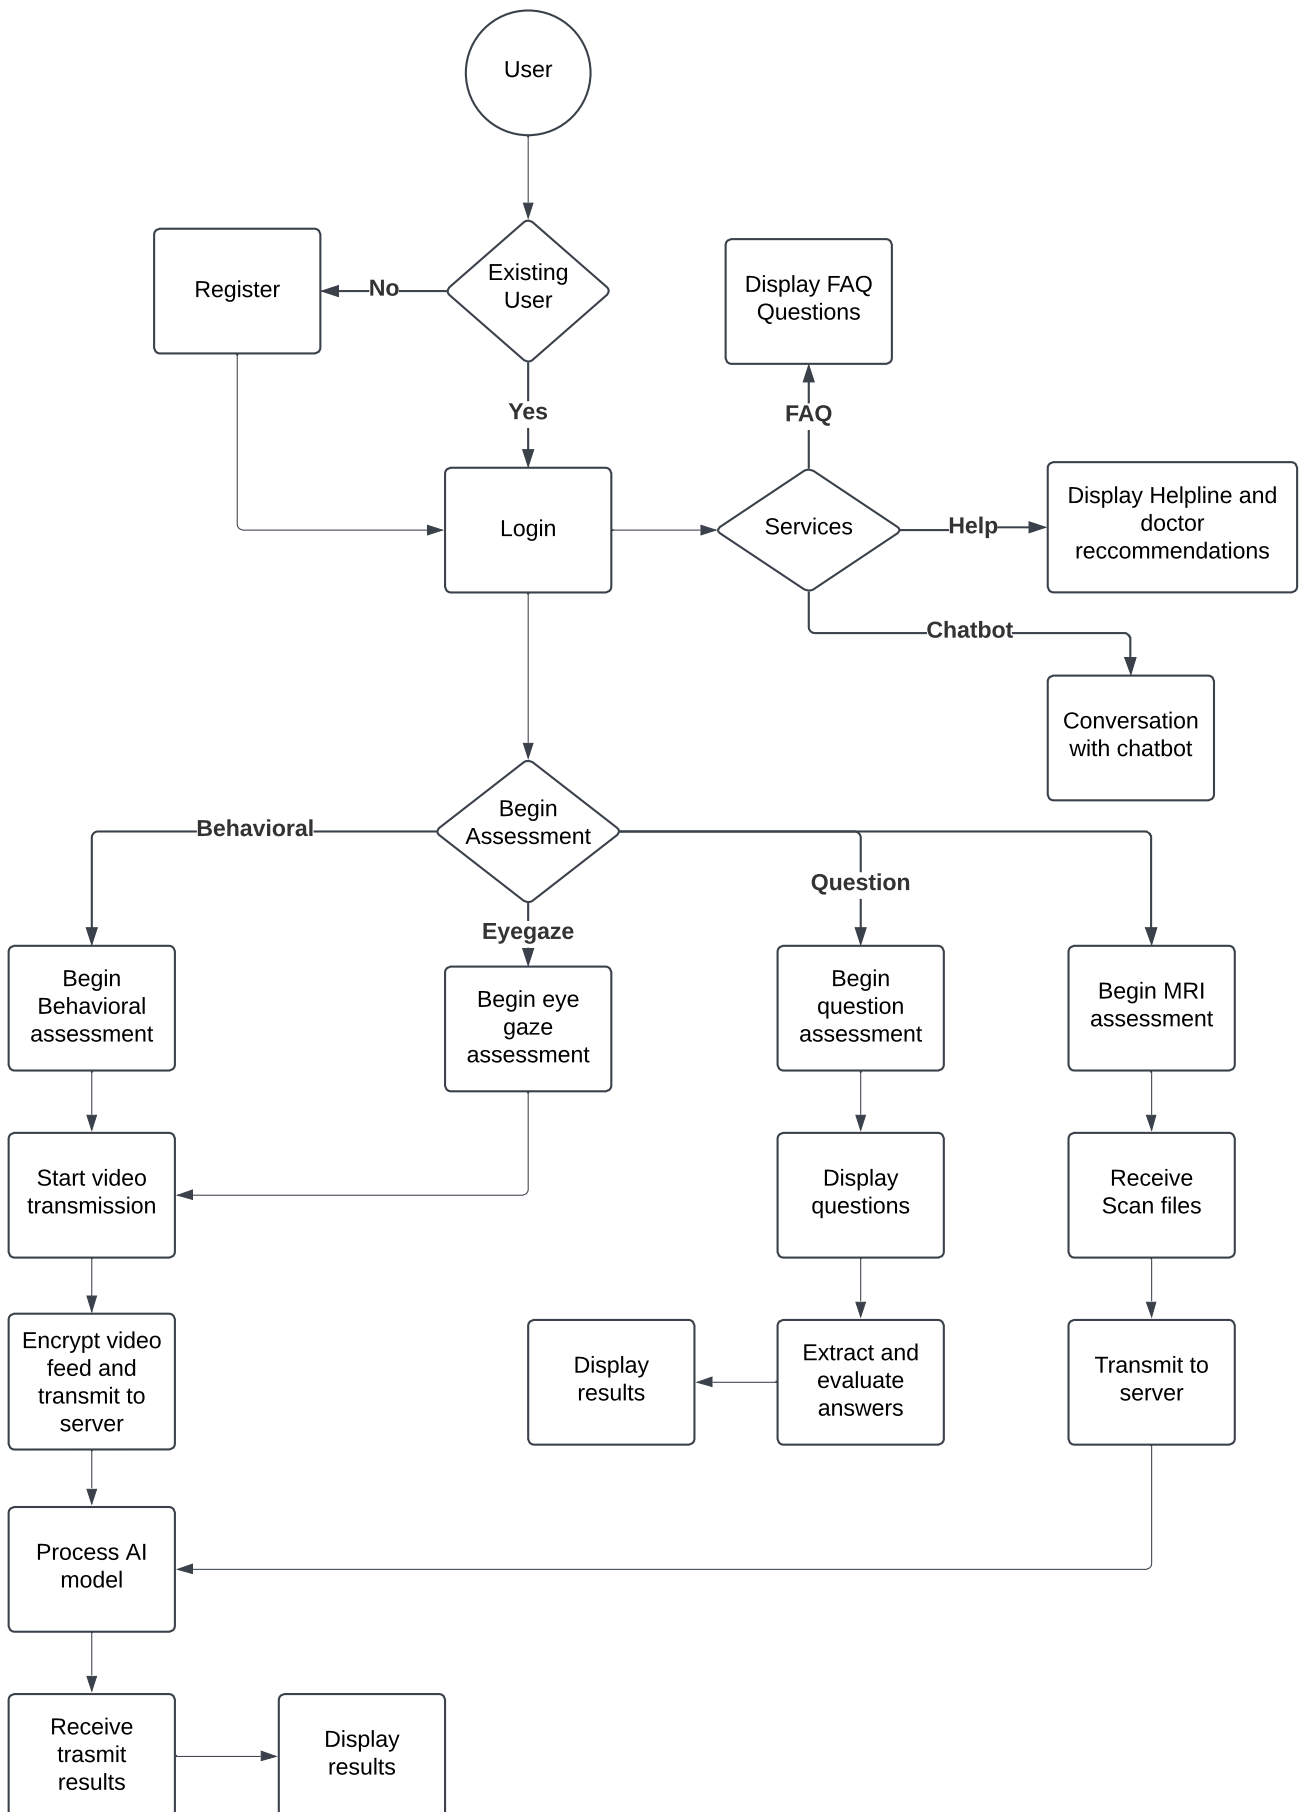 User
Existing
User
No
Register
Yes
Display FAQ
Questions
FAQ
Login
Services
Help
Display Helpline and
doctor
reccommendations
Chatbot
Conversation
with chatbot
Begin
Assessment
Behavioral
Question
Eyegaze
Begin
Behavioral
assessment
Begin eye
gaze
assessment
Begin
question
assessment
Begin MRI
assessment
Start video
transmission
Display
questions
Receive
Scan files
Encrypt video
feed and
transmit to
server
Display
results
Extract and
evaluate
answers
Transmit to
server
Process AI
model
Receive
trasmit
results
Display
results